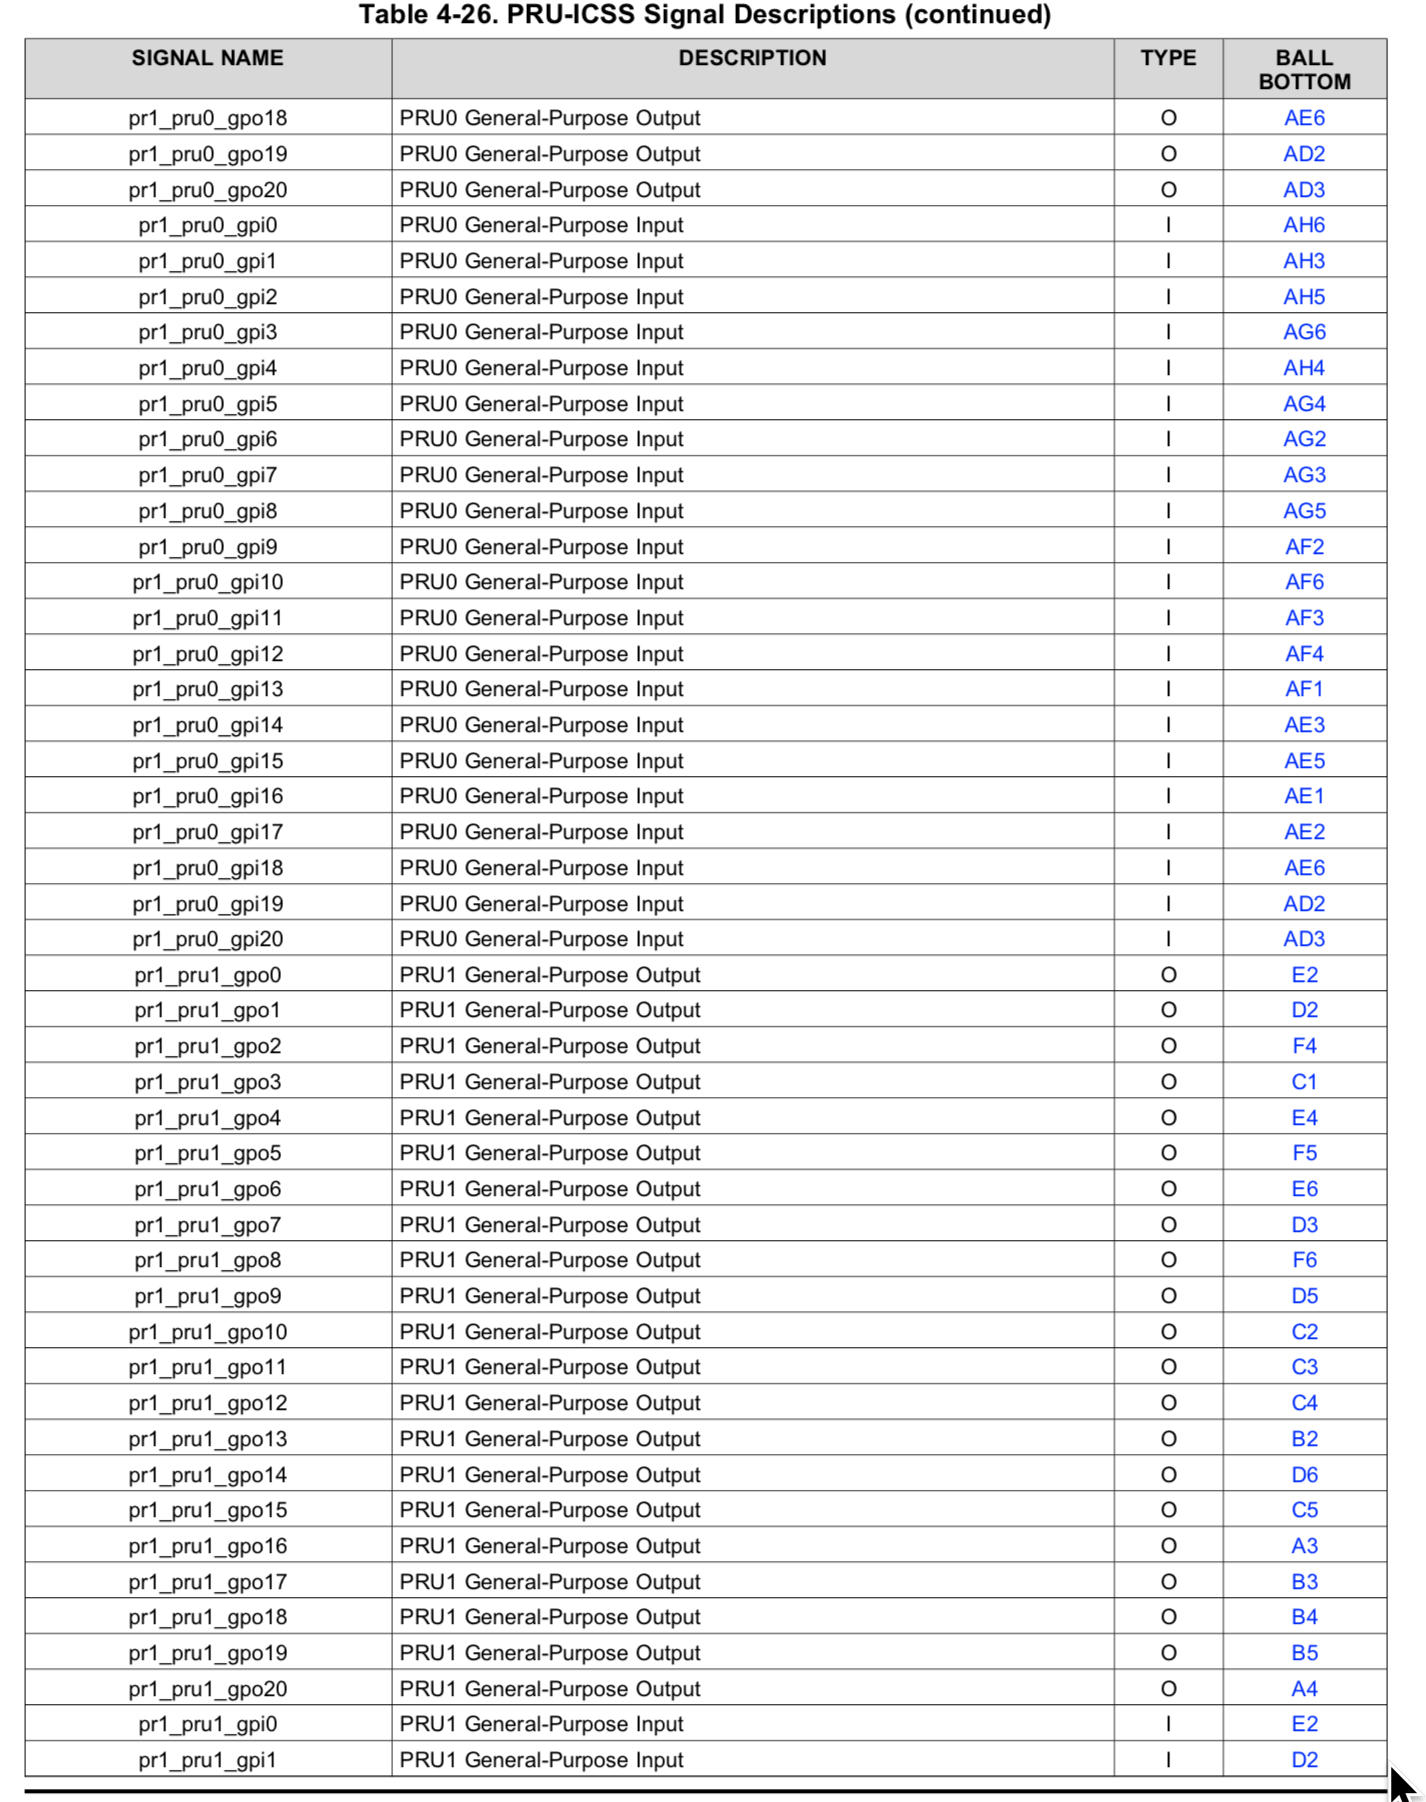 Table 4-26. PRU-ICSS Signal Descriptions (continued)
SIGNAL NAME DESCRIPTION TYPE BALL BOTTOM
pr1_pru0_gpo18 PRU0 General-Purpose Output O AE6
pr1_pru0_gpo19 PRU0 General-Purpose Output O AD2
pr1_pru0_gpo20 PRU0 General-Purpose Output O AD3
pr1_pru0_gpi0 PRU0 General-Purpose Input I AH6
pr1_pru0_gpi1 PRU0 General-Purpose Input I AH3
pr1_pru0_gpi2 PRU0 General-Purpose Input I AH5
pr1_pru0_gpi3 PRU0 General-Purpose Input I AG6
pr1_pru0_gpi4 PRU0 General-Purpose Input I AH4
pr1_pru0_gpi5 PRU0 General-Purpose Input I AG4
pr1_pru0_gpi6 PRU0 General-Purpose Input I AG2
pr1_pru0_gpi7 PRU0 General-Purpose Input I AG3
pr1_pru0_gpi8 PRU0 General-Purpose Input I AG5
pr1_pru0_gpi9 PRU0 General-Purpose Input I AF2
pr1_pru0_gpi10 PRU0 General-Purpose Input I AF6
pr1_pru0_gpi11 PRU0 General-Purpose Input I AF3
pr1_pru0_gpi12 PRU0 General-Purpose Input I AF4
pr1_pru0_gpi13 PRU0 General-Purpose Input I AF1
pr1_pru0_gpi14 PRU0 General-Purpose Input I AE3
pr1_pru0_gpi15 PRU0 General-Purpose Input I AE5
pr1_pru0_gpi16 PRU0 General-Purpose Input I AE1
pr1_pru0_gpi17 PRU0 General-Purpose Input I AE2
pr1_pru0_gpi18 PRU0 General-Purpose Input I AE6
pr1_pru0_gpi19 PRU0 General-Purpose Input I AD2
pr1_pru0_gpi20 PRU0 General-Purpose Input I AD3
pr1_pru1_gpo0 PRU1 General-Purpose Output O E2
pr1_pru1_gpo1 PRU1 General-Purpose Output O D2
pr1_pru1_gpo2 PRU1 General-Purpose Output O F4
pr1_pru1_gpo3 PRU1 General-Purpose Output O C1
pr1_pru1_gpo4 PRU1 General-Purpose Output O E4
pr1_pru1_gpo5 PRU1 General-Purpose Output O F5
pr1_pru1_gpo6 PRU1 General-Purpose Output O E6
pr1_pru1_gpo7 PRU1 General-Purpose Output O D3
pr1_pru1_gpo8 PRU1 General-Purpose Output O F6
pr1_pru1_gpo9 PRU1 General-Purpose Output O D5
pr1_pru1_gpo10 PRU1 General-Purpose Output O C2
pr1_pru1_gpo11 PRU1 General-Purpose Output O C3
pr1_pru1_gpo12 PRU1 General-Purpose Output O C4
pr1_pru1_gpo13 PRU1 General-Purpose Output O B2
pr1_pru1_gpo14 PRU1 General-Purpose Output O D6
pr1_pru1_gpo15 PRU1 General-Purpose Output O C5
pr1_pru1_gpo16 PRU1 General-Purpose Output O A3
pr1_pru1_gpo17 PRU1 General-Purpose Output O B3
pr1_pru1_gpo18 PRU1 General-Purpose Output O B4
pr1_pru1_gpo19 PRU1 General-Purpose Output O B5
pr1_pru1_gpo20 PRU1 General-Purpose Output O A4
pr1_pru1_gpi0 PRU1 General-Purpose Input I E2
pr1_pru1_gpi1 PRU1 General-Purpose Input I D2